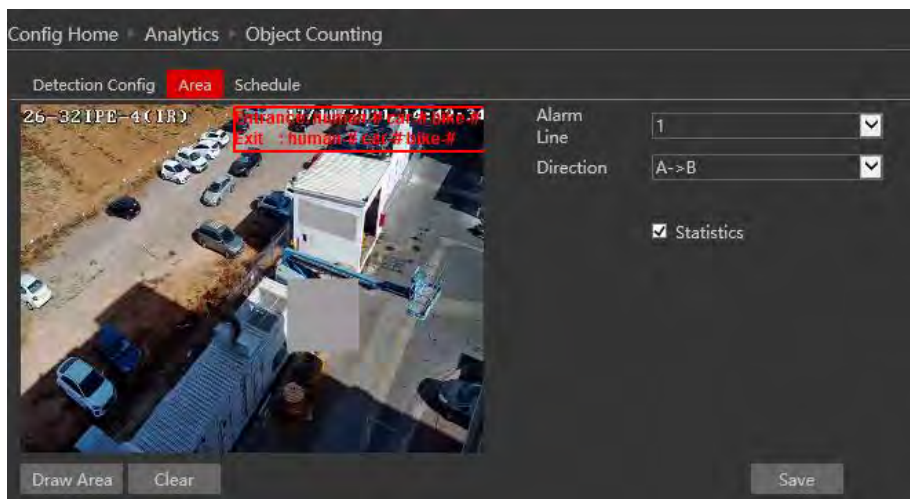 Config Home Analytics Object Counting
Detection Config Area Schedule
26-32IPE-4(IR)
Entrance: human-# car-# bike-#
Exit : human-# car-# bike-#
Alarm Line
1
Direction
A->B
Statistics
Draw Area Clear
Save